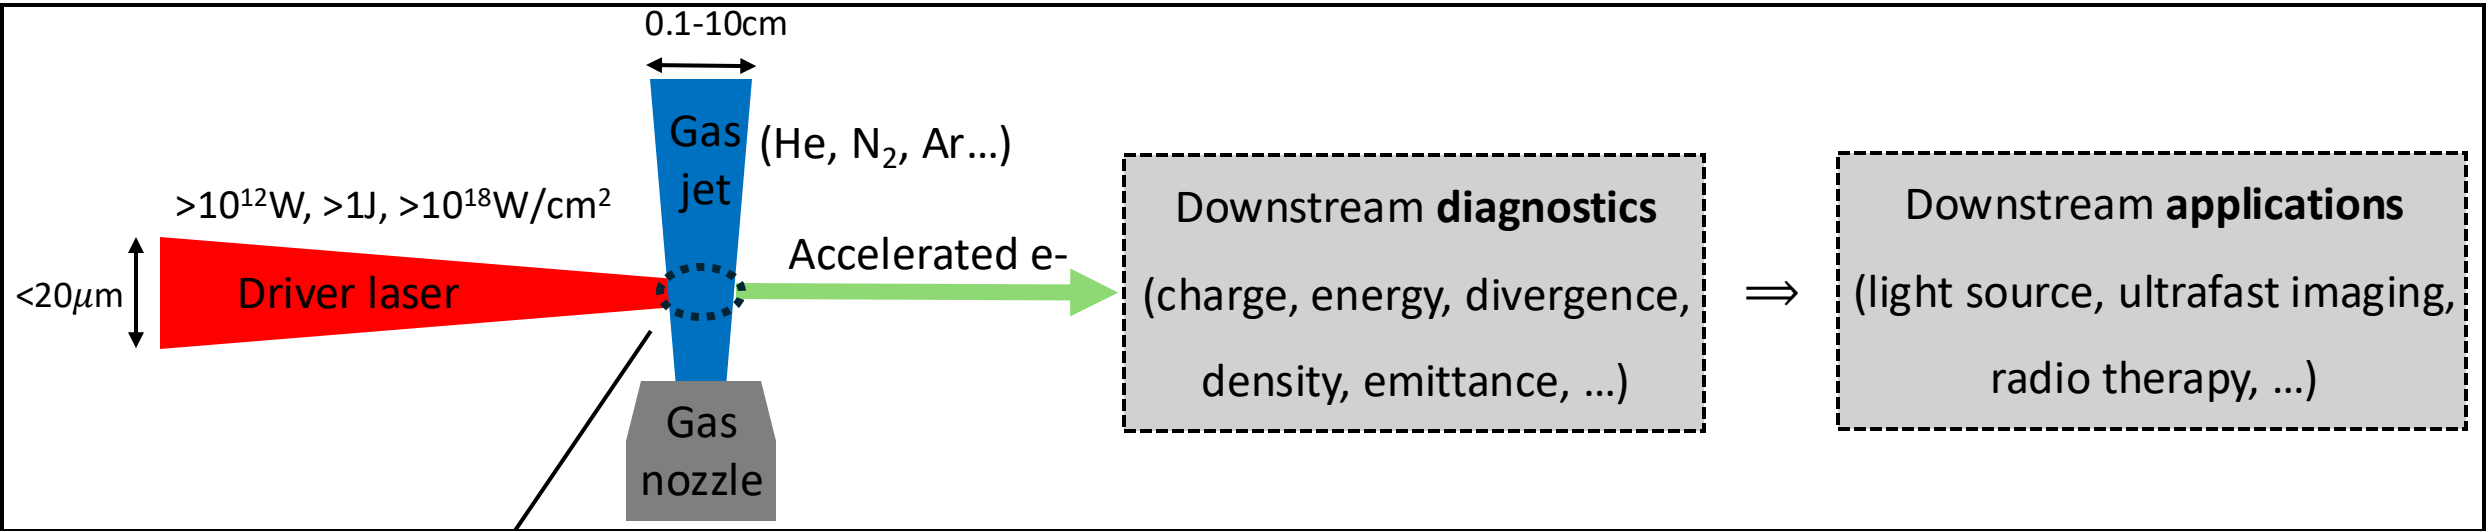 0.1-10cm
Gas
jet
(He, N₂, Ar...)
>10¹²W, >1J, >10¹⁸W/cm²
<20𝜇m
Driver laser
Accelerated e-
Gas
nozzle
Downstream diagnostics
(charge, energy, divergence,
density, emittance, ...)
⇒
Downstream applications
(light source, ultrafast imaging,
radio therapy, ...)